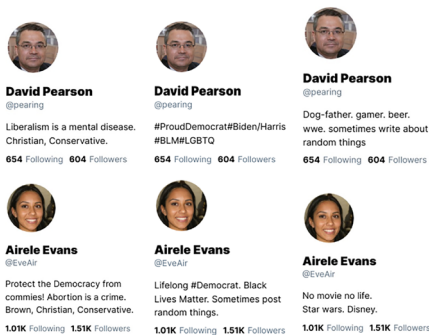 David Pearson
@pearing
Liberalism is a mental disease.
Christian, Conservative.
654 Following 604 Followers
David Pearson
@pearing
#ProudDemocrat#Biden/Harris
#BLM#LGBTQ
654 Following 604 Followers
David Pearson
@pearing
Dog-father. gamer. beer.
wwe. sometimes write about
random things
654 Following 604 Followers
Airele Evans
@EveAir
Protect the Democracy from
commies! Abortion is a crime.
Brown, Christian, Conservative.
1.01K Following 1.51K Followers
Airele Evans
@EveAir
Lifelong #Democrat. Black
Lives Matter. Sometimes post
random things.
1.01K Following 1.51K Followers
Airele Evans
@EveAir
No movie no life.
Star wars. Disney.
1.01K Following 1.51K Followers